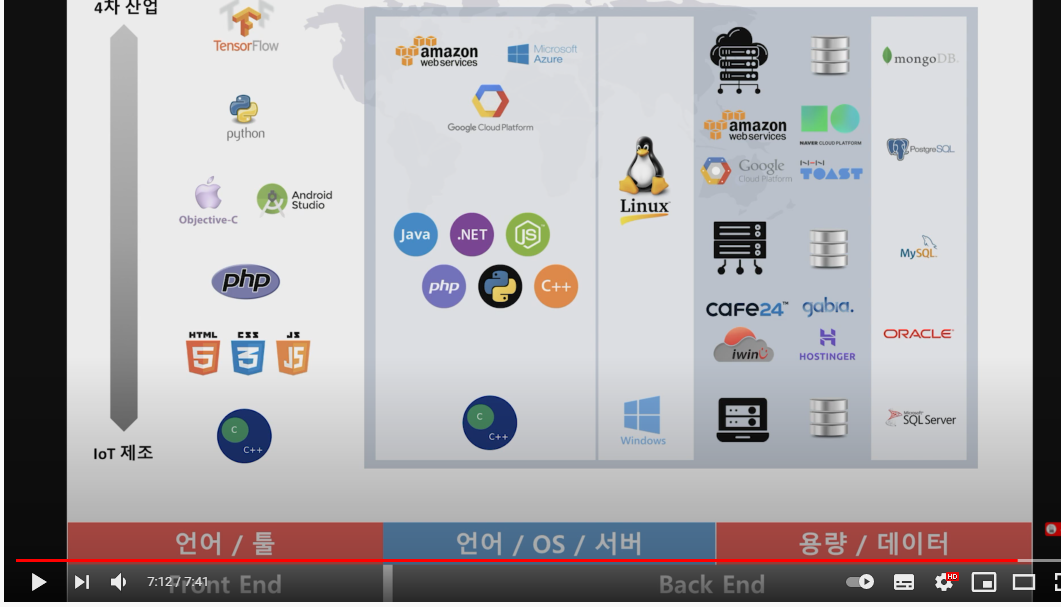 4차 산업
TensorFlow
python
Objective-C
Android
Studio
php
HTML
5
CSS
3
JS
JS
C
C++
IoT 제조
amazon
web services
Microsoft
Azure
Google Cloud Platform
Java
.NET
JS
php
C++
C
C++
Linux
Windows
amazon
web services
NAVER CLOUD PLATFORM
Google
Cloud Platform
NHN
TOAST
CAFE24
gabia.
iwinv
HOSTINGER
mongoDB.
PostgreSQL
MySQL
ORACLE
Microsoft
SQL Server
언어 / 툴
언어 / OS / 서버
용량 / 데이터
Front End
Back End
7:12 / 7:41
HD